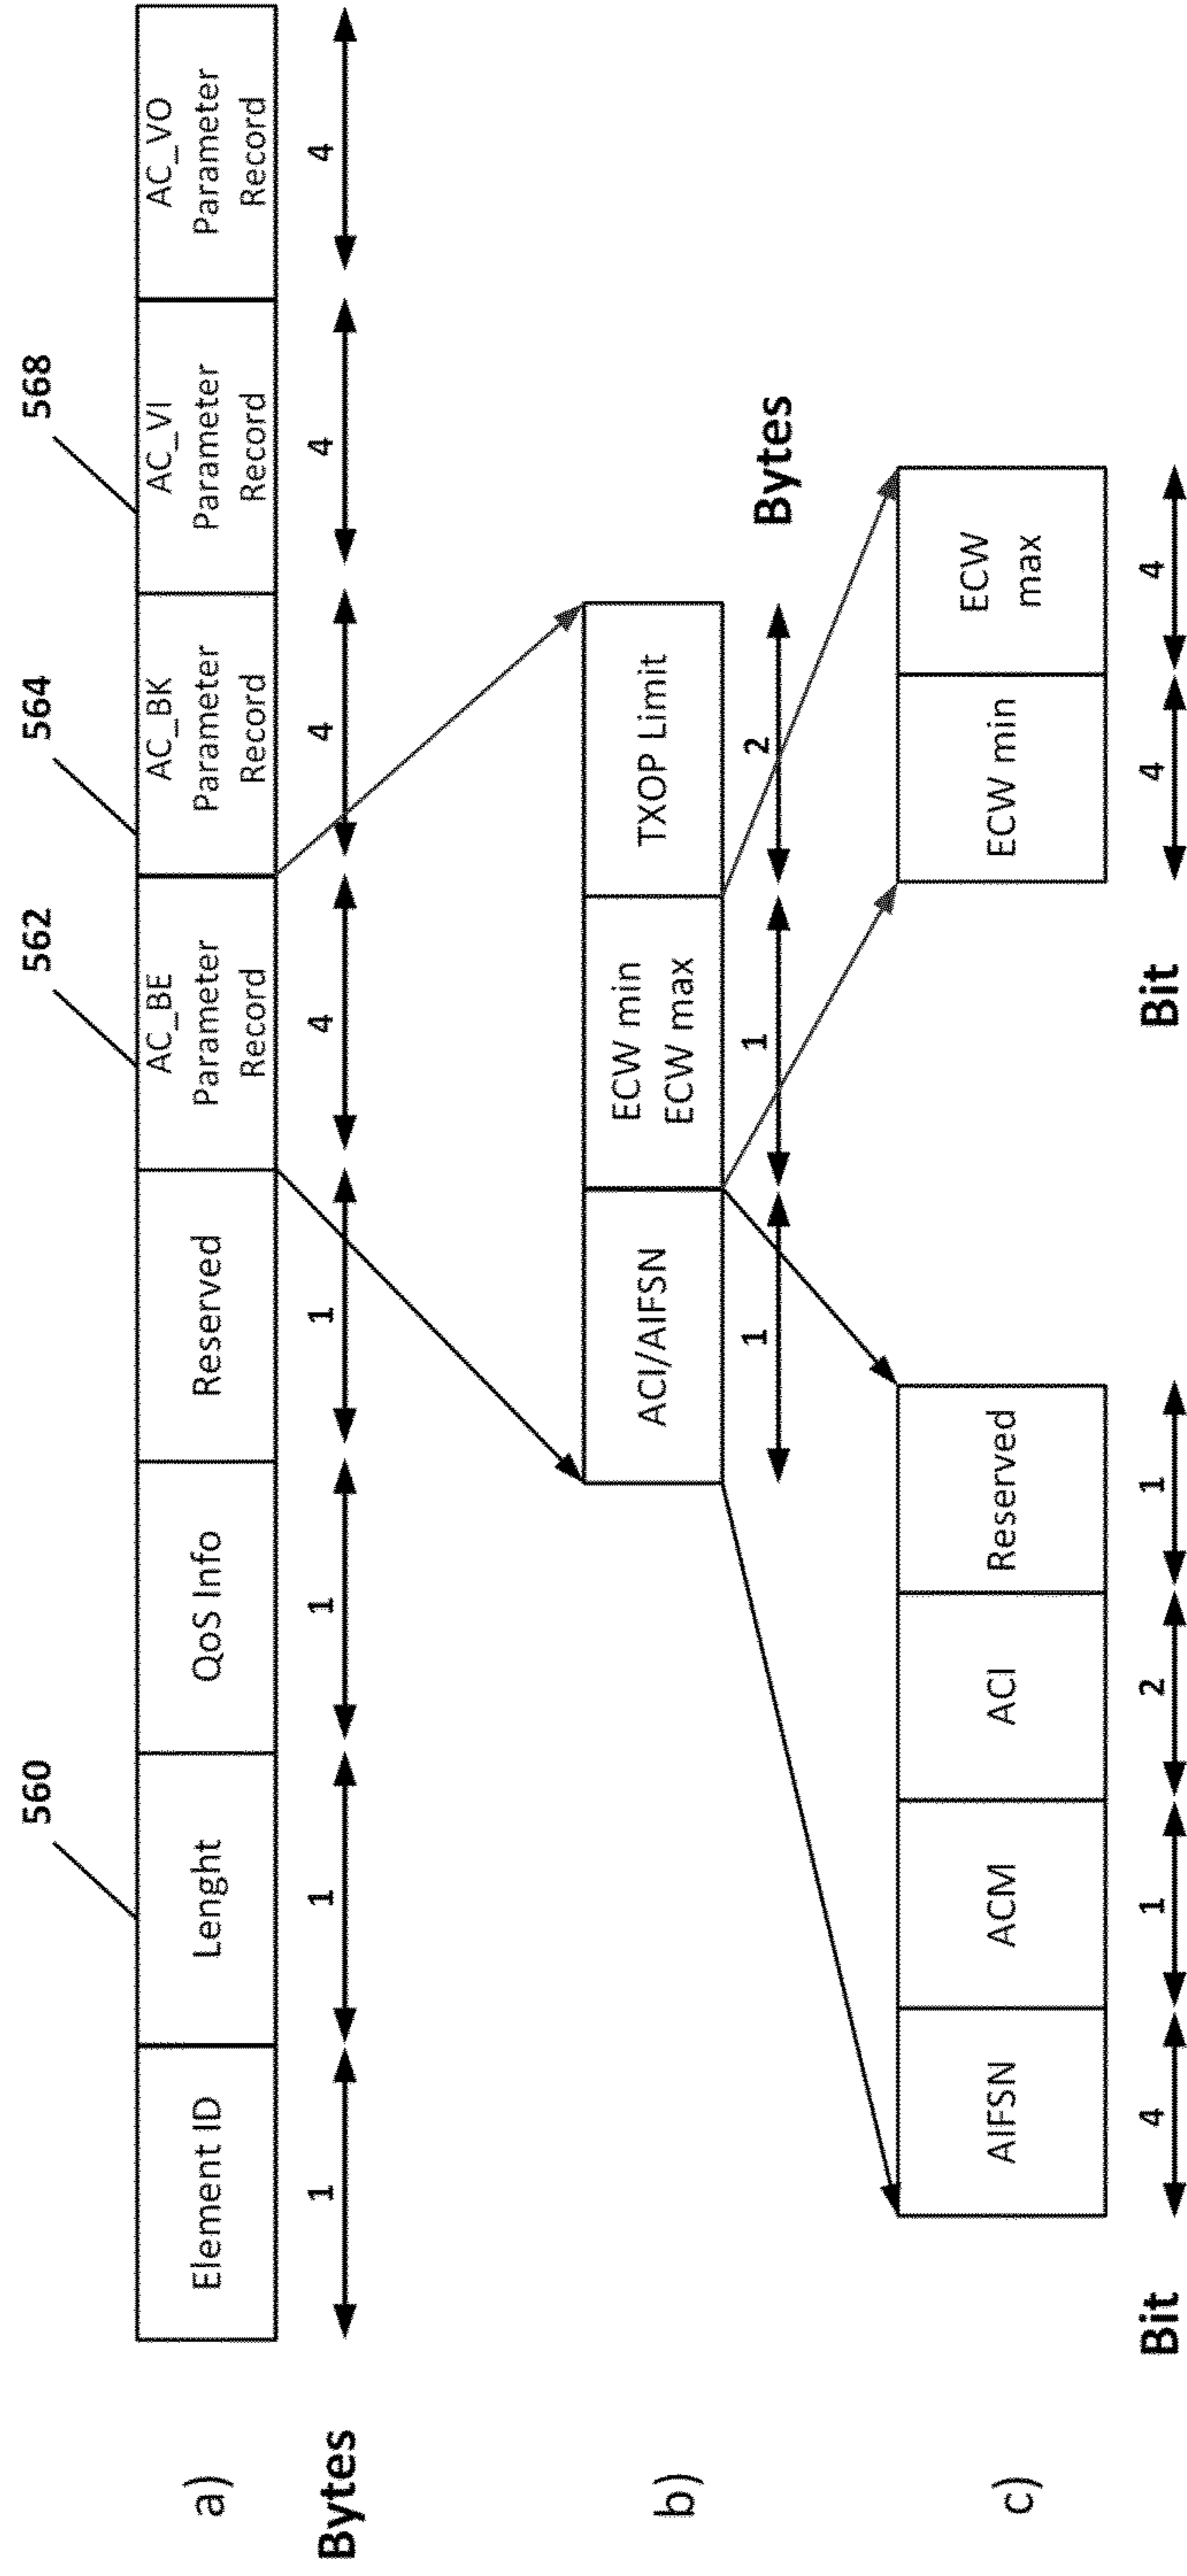 560
562
564
568
a)
Element ID
Lenght
QoS Info
Reserved
AC_BE
Parameter
Record
AC_BK
Parameter
Record
AC_VI
Parameter
Record
AC_VO
Parameter
Record
Bytes
1
1
1
1
4
4
4
4
b)
ACI/AIFSN
ECW min
ECW max
TXOP Limit
1
1
2
Bytes
c)
AIFSN
ACM
ACI
Reserved
ECW min
ECW
max
Bit
4
1
2
1
Bit
4
4